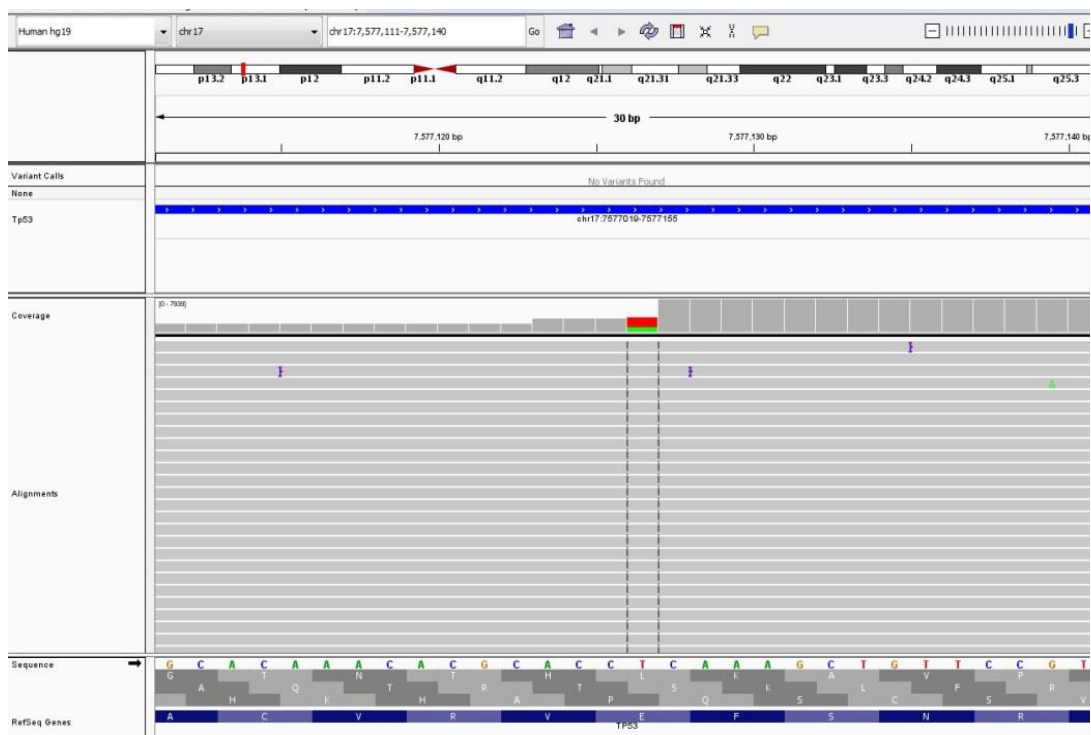 Human hg19 chr17 chr17:7,577,111-7,577,140 Go
p13.2 p13.1 p12 p11.2 p11.1 q11.2 q12 q21.1 q21.31 q21.33 q22 q23.1 q23.3 q24.2 q24.3 q25.1 q25.3
30 bp
7,577,120 bp 7,577,130 bp 7,577,140 bp
Variant Calls
No Variants Found
None
Tp53
chr17:7577019-7577155
[0 - 7939]
Coverage
A
Alignments
Sequence G C A C A A A C A C G C A C C T C A A A G C T G T T C C G T
G T N T H L K A V P
A Q T R T S K L F R
H K H A P Q S C S V
RefSeq Genes A C V R V E F S N R
TP53